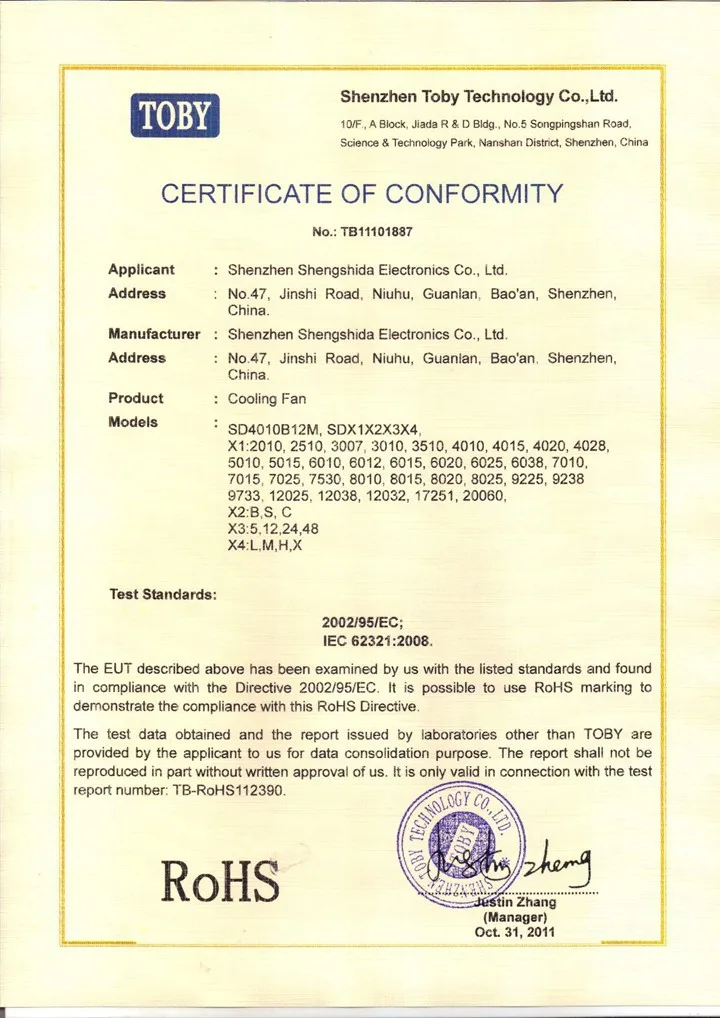 TOBY
Shenzhen Toby Technology Co.,Ltd.
10/F., A Block, Jiada R & D Bldg., No.5 Songpingshan Road,
Science & Technology Park, Nanshan District, Shenzhen, China
CERTIFICATE OF CONFORMITY
No.: TB11101887
Applicant : Shenzhen Shengshida Electronics Co., Ltd.
Address : No.47, Jinshi Road, Niuhu, Guanlan, Bao'an, Shenzhen,
China.
Manufacturer : Shenzhen Shengshida Electronics Co., Ltd.
Address : No.47, Jinshi Road, Niuhu, Guanlan, Bao'an, Shenzhen,
China.
Product : Cooling Fan
Models : SD4010B12M, SDX1X2X3X4,
X1:2010, 2510, 3007, 3010, 3510, 4010, 4015, 4020, 4028,
5010, 5015, 6010, 6012, 6015, 6020, 6025, 6038, 7010,
7015, 7025, 7530, 8010, 8015, 8020, 8025, 9225, 9238
9733, 12025, 12038, 12032, 17251, 20060,
X2:B,S, C
X3:5,12,24,48
X4:L,M,H,X
Test Standards:
2002/95/EC;
IEC 62321:2008.
The EUT described above has been examined by us with the listed standards and found
in compliance with the Directive 2002/95/EC. It is possible to use RoHS marking to
demonstrate the compliance with this RoHS Directive.
The test data obtained and the report issued by laboratories other than TOBY are
provided by the applicant to us for data consolidation purpose. The report shall not be
reproduced in part without written approval of us. It is only valid in connection with the test
report number: TB-RoHS112390.
RoHS
SHENZHEN TOBY TECHNOLOGY CO., LTD.
TOBY
Justin Zhang
Justin Zhang
(Manager)
Oct. 31, 2011